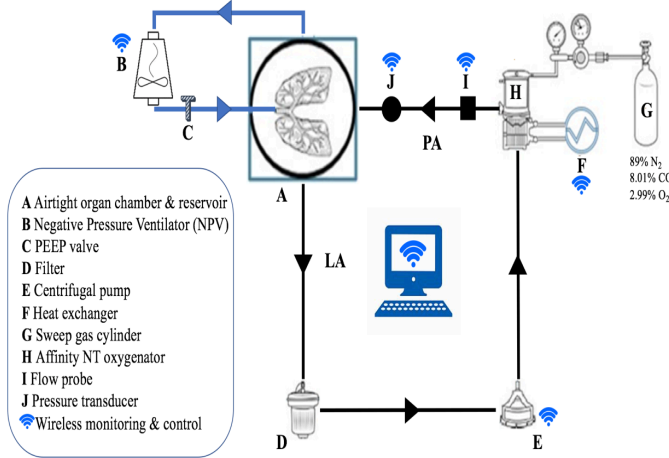 B
C
A
J
I
H
G
F
PA
89% N₂
8.01% CO
2.99% O₂
LA
D
E
A Airtight organ chamber & reservoir
B Negative Pressure Ventilator (NPV)
C PEEP valve
D Filter
E Centrifugal pump
F Heat exchanger
G Sweep gas cylinder
H Affinity NT oxygenator
I Flow probe
J Pressure transducer
Wireless monitoring & control